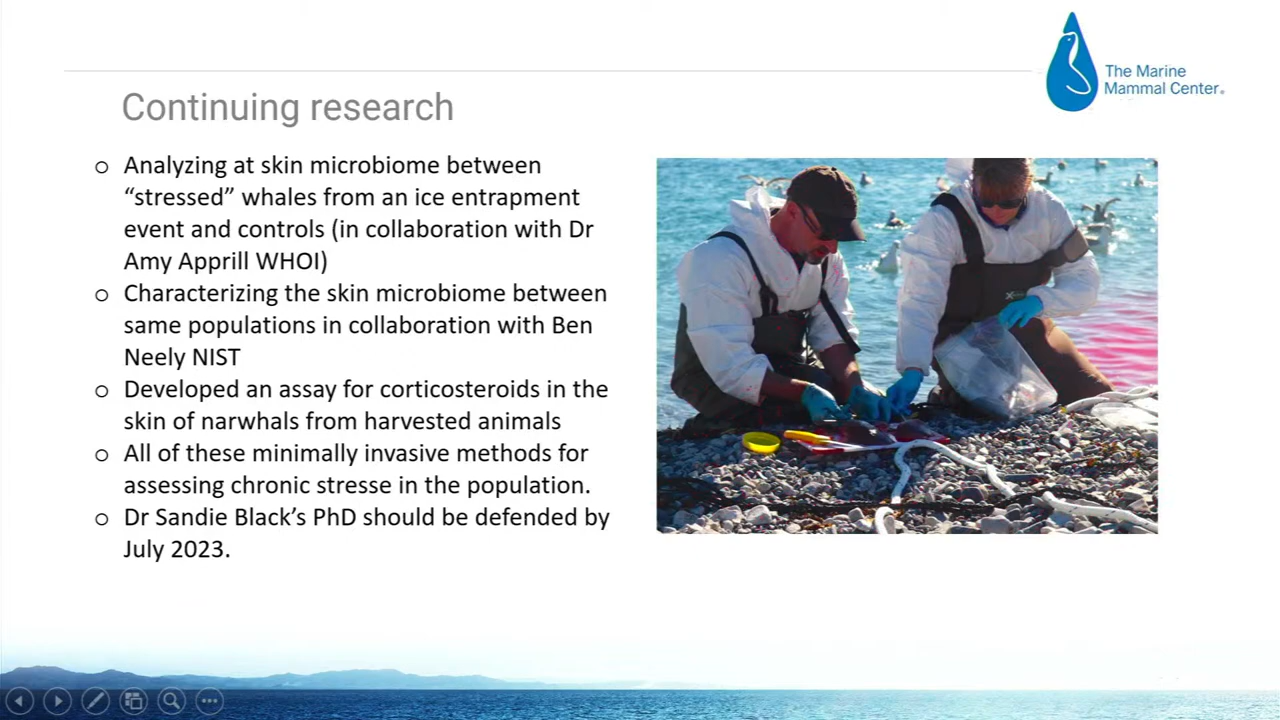 The Marine
Mammal Center®
Continuing research
o Analyzing at skin microbiome between
“stressed” whales from an ice entrapment
event and controls (in collaboration with Dr
Amy Apprill WHOI)
o Characterizing the skin microbiome between
same populations in collaboration with Ben
Neely NIST
o Developed an assay for corticosteroids in the
skin of narwhals from harvested animals
o All of these minimally invasive methods for
assessing chronic stresse in the population.
o Dr Sandie Black’s PhD should be defended by
July 2023.